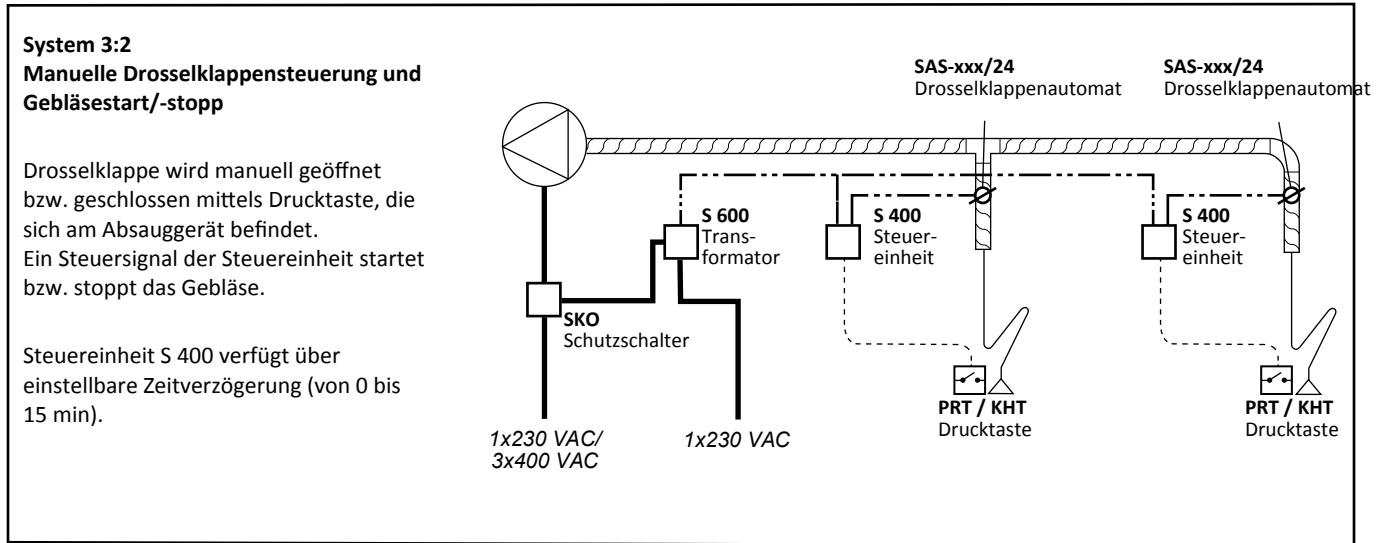 System 3:2
Manuelle Drosselklappensteuerung und
Gebläsestart/-stopp
Drosselklappe wird manuell geöffnet
bzw. geschlossen mittels Drucktaste, die
sich am Absauggerät befindet.
Ein Steuersignal der Steuereinheit startet
bzw. stoppt das Gebläse.
Steuereinheit S 400 verfügt über
einstellbare Zeitverzögerung (von 0 bis
15 min).
SAS-xxx/24
Drosselklappenautomat
SAS-xxx/24
Drosselklappenautomat
S 600
Trans-
formator
S 400
Steuer-
einheit
S 400
Steuer-
einheit
SKO
Schutzschalter
PRT / KHT
Drucktaste
PRT / KHT
Drucktaste
1x230 VAC/
3x400 VAC
1x230 VAC